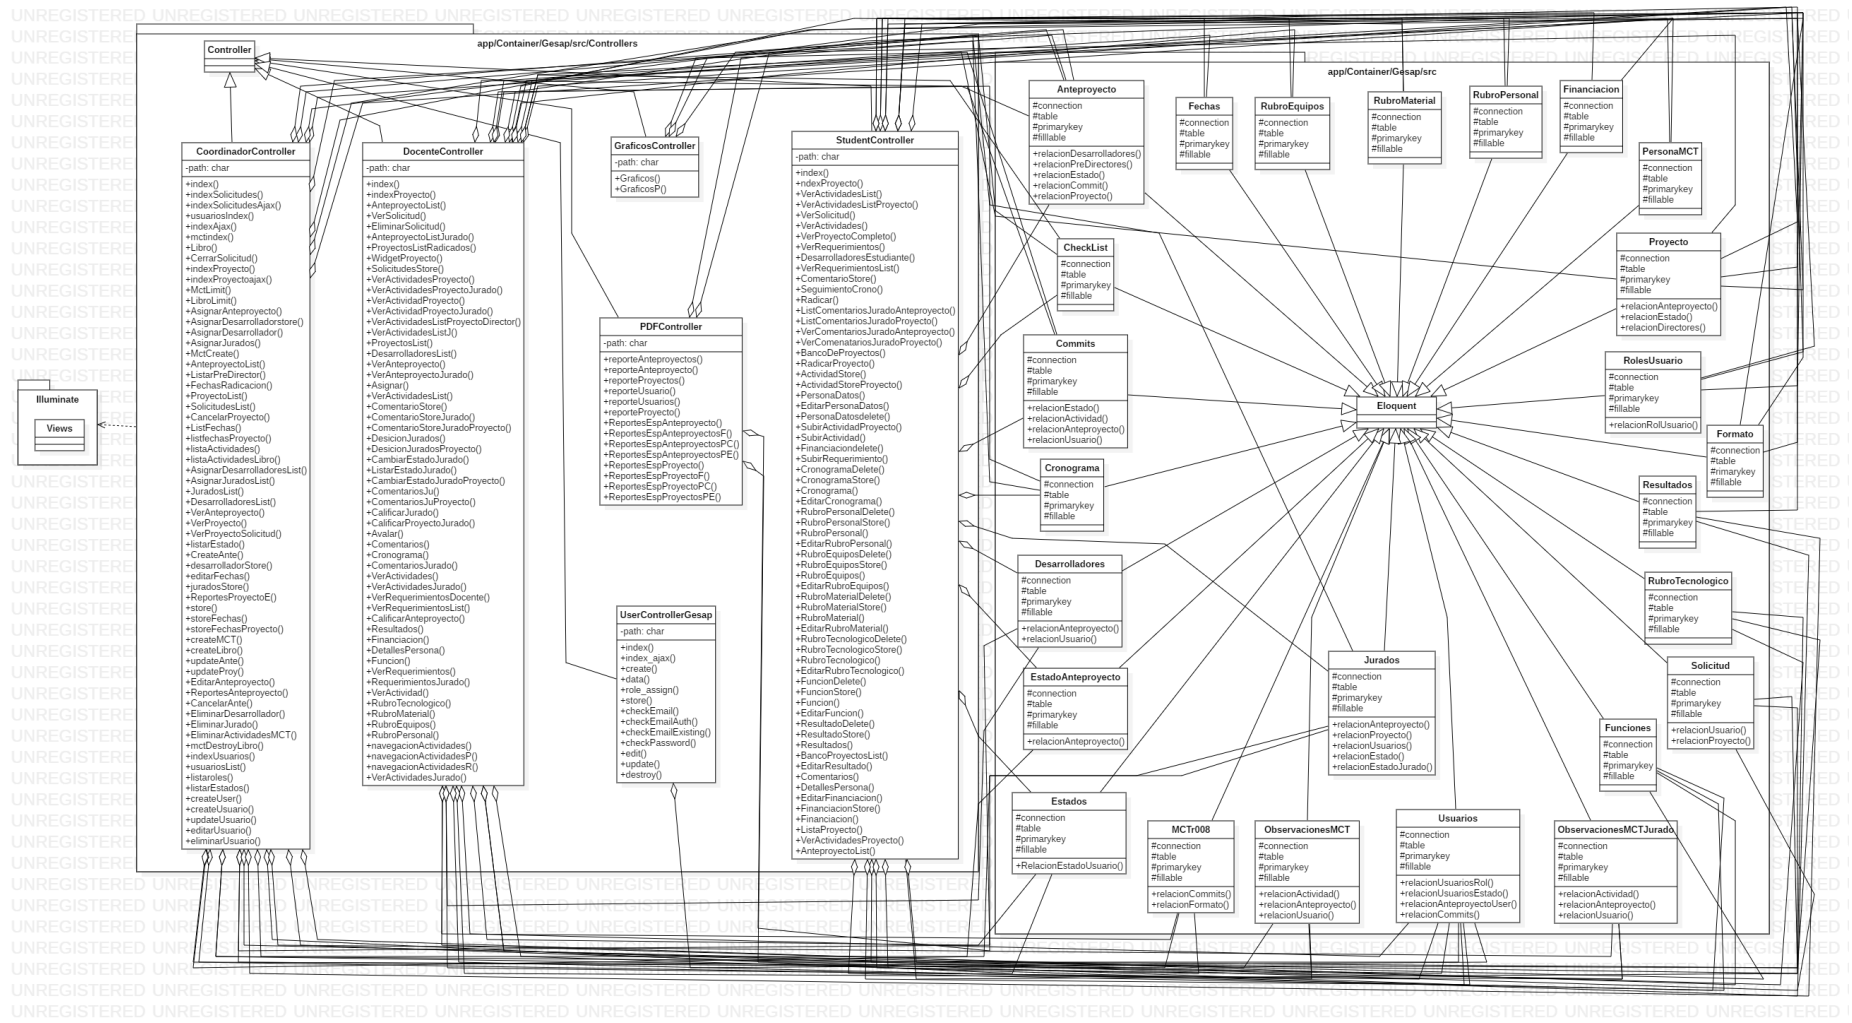 app/Container/Gesap/src/Controllers
Controller
CoordinadorController
-path: char
+index()
+indexSolicitudes()
+indexSolicitudesAjax()
+usuariosIndex()
+indexAjax()
+mctindex()
+Libro()
+CerrarSolicitud()
+indexProyecto()
+indexProyectoajax()
+MctLimit()
+LibroLimit()
+AsignarAnteproyecto()
+AsignarDesarrolladorstore()
+AsignarDesarrollador()
+AsignarJurados()
+MctCreate()
+AnteproyectoList()
+ListarPreDirector()
+FechasRadicacion()
+ProyectoList()
+SolicitudesList()
+CancelarProyecto()
+ListFechas()
+listfechasProyecto()
+listaActividades()
+listaActividadesLibro()
+AsignarDesarrolladoresList()
+AsignarJuradosList()
+JuradosList()
+DesarrolladoresList()
+VerAnteproyecto()
+VerProyecto()
+VerProyectoSolicitud()
+listarEstado()
+CreateAnte()
+desarrolladorStore()
+editarFechas()
+juradosStore()
+ReportesProyectoE()
+store()
+storeFechas()
+storeFechasProyecto()
+createMCT()
+createLibro()
+updateAnte()
+updateProy()
+EditarAnteproyecto()
+ReportesAnteproyecto()
+CancelarAnte()
+EliminarDesarrollador()
+EliminarJurado()
+EliminarActividadesMCT()
+mctDestroyLibro()
+indexUsuarios()
+usuariosList()
+listaroles()
+listarEstados()
+createUser()
+createUsuario()
+updateUsuario()
+editarUsuario()
+eliminarUsuario()
DocenteController
-path: char
+index()
+indexProyecto()
+AnteproyectoList()
+VerSolicitud()
+EliminarSolicitud()
+AnteproyectoListJurado()
+ProyectosListRadicados()
+WidgetProyecto()
+SolicitudesStore()
+VerActividadesProyecto()
+VerActividadesProyectoJurado()
+VerActividadProyecto()
+VerActividadProyectoJurado()
+VerActividadesListProyectoDirector()
+VerActividadesListJ()
+ProyectosList()
+DesarrolladoresList()
+VerAnteproyecto()
+VerAnteproyectoJurado()
+Asignar()
+VerActividadesList()
+ComentarioStore()
+ComentarioStoreJurado()
+ComentarioStoreJuradoProyecto()
+DesicionJurados()
+DesicionJuradosProyecto()
+CambiarEstadoJurado()
+ListarEstadoJurado()
+CambiarEstadoJuradoProyecto()
+ComentariosJu()
+ComentariosJuProyecto()
+CalificarJurado()
+CalificarProyectoJurado()
+Avalar()
+Comentarios()
+Cronograma()
+ComentariosJurado()
+VerActividades()
+VerActividadesJurado()
+VerRequerimientosDocente()
+VerRequerimientosList()
+CalificarAnteproyecto()
+Resultados()
+Financiacion()
+DetallesPersona()
+Funcion()
+VerRequerimientos()
+RequerimientosJurado()
+VerActividad()
+RubroTecnologico()
+RubroMaterial()
+RubroEquipos()
+RubroPersonal()
+navegacionActividades()
+navegacionActividadesP()
+navegacionActividadesR()
+VerActividadesJurado()
GraficosController
-path: char
+Graficos()
+GraficosP()
PDFController
-path: char
+reporteAnteproyectos()
+reporteAnteproyecto()
+reporteProyectos()
+reporteUsuario()
+reporteUsuarios()
+reporteProyecto()
+ReportesEspAnteproyecto()
+ReportesEspAnteproyectosF()
+ReportesEspAnteproyectosPC()
+ReportesEspAnteproyectosPE()
+ReportesEspProyecto()
+ReportesEspProyectoF()
+ReportesEspProyectoPC()
+ReportesEspProyectosPE()
UserControllerGesap
-path: char
+index()
+index_ajax()
+create()
+data()
+role_assign()
+store()
+checkEmail()
+checkEmailAuth()
+checkEmailExisting()
+checkPassword()
+edit()
+update()
+destroy()
StudentController
-path: char
+index()
+ndexProyecto()
+VerActividadesList()
+VerActividadesListProyecto()
+VerSolicitud()
+VerActividades()
+VerProyectoCompleto()
+VerRequerimientos()
+DesarrolladoresEstudiante()
+VerRequerimientosList()
+ComentarioStore()
+SeguimientoCrono()
+Radicar()
+ListComentariosJuradoAnteproyecto()
+ListComentariosJuradoProyecto()
+VerComentariosJuradoAnteproyecto()
+VerComenatariosJuradoProyecto()
+BancoDeProyectos()
+RadicarProyecto()
+ActividadStore()
+ActividadStoreProyecto()
+PersonaDatos()
+EditarPersonaDatos()
+PersonaDatosdelete()
+SubirActividadProyecto()
+SubirActividad()
+Financiaciondelete()
+SubirRequerimiento()
+CronogramaDelete()
+CronogramaStore()
+Cronograma()
+EditarCronograma()
+RubroPersonalDelete()
+RubroPersonalStore()
+RubroPersonal()
+EditarRubroPersonal()
+RubroEquiposDelete()
+RubroEquiposStore()
+RubroEquipos()
+EditarRubroEquipos()
+RubroMaterialDelete()
+RubroMaterialStore()
+RubroMaterial()
+EditarRubroMaterial()
+RubroTecnologicoDelete()
+RubroTecnologicoStore()
+RubroTecnologico()
+EditarRubroTecnologico()
+FuncionDelete()
+FuncionStore()
+Funcion()
+EditarFuncion()
+ResultadoDelete()
+ResultadoStore()
+Resultados()
+BancoProyectosList()
+EditarResultado()
+Comentarios()
+DetallesPersona()
+EditarFinanciacion()
+FinanciacionStore()
+Financiacion()
+ListaProyecto()
+VerActividadesProyecto()
+AnteproyectoList()
Illuminate
Views
app/Container/Gesap/src
Anteproyecto
#connection
#table
#primarykey
#filllable
+relacionDesarrolladores()
+relacionPreDirectores()
+relacionEstado()
+relacionCommit()
+relacionProyecto()
Fechas
#connection
#table
#primarykey
#fillable
RubroEquipos
#connection
#table
#primarykey
#fillable
RubroMaterial
#connection
#table
#primarykey
#fillable
RubroPersonal
#connection
#table
#primarykey
#fillable
Financiacion
#connection
#table
#primarykey
#fillable
PersonaMCT
#connection
#table
#primarykey
#fillable
CheckList
#connection
#table
#primarykey
#fillable
Proyecto
#connection
#table
#primarykey
#fillable
+relacionAnteproyecto()
+relacionEstado()
+relacionDirectores()
Commits
#connection
#table
#primarykey
#fillable
+relacionEstado()
+relacionActividad()
+relacionAnteproyecto()
+relacionUsuario()
RolesUsuario
#connection
#table
#primarykey
#fillable
+relacionRolUsuario()
Eloquent
Formato
#connection
#table
#primarykey
#fillable
Cronograma
#connection
#table
#primarykey
#fillable
Resultados
#connection
#table
#primarykey
#fillable
Desarrolladores
#connection
#table
#primarykey
#fillable
+relacionAnteproyecto()
+relacionUsuario()
RubroTecnologico
#connection
#table
#primarykey
#fillable
EstadoAnteproyecto
#connection
#table
#primarykey
#fillable
+relacionAnteproyecto()
Jurados
#connection
#table
#primarykey
#fillable
+relacionAnteproyecto()
+relacionProyecto()
+relacionUsuarios()
+relacionEstado()
+relacionEstadoJurado()
Solicitud
#connection
#table
#primarykey
#fillable
+relacionUsuario()
+relacionProyecto()
Funciones
#connection
#table
#primarykey
#fillable
Estados
#connection
#table
#primarykey
#fillable
+RelacionEstadoUsuario()
MCTr008
#connection
#table
#primarykey
#fillable
+relacionCommits()
+relacionFormato()
ObservacionesMCT
#connection
#table
#primarykey
#fillable
+relacionActividad()
+relacionAnteproyecto()
+relacionUsuario()
Usuarios
#connection
#table
#primarykey
#fillable
+relacionUsuariosRol()
+relacionUsuariosEstado()
+relacionAnteproyectoUser()
+relacionCommits()
ObservacionesMCTJurado
#connection
#table
#primarykey
#fillable
+relacionActividad()
+relacionAnteproyecto()
+relacionUsuario()